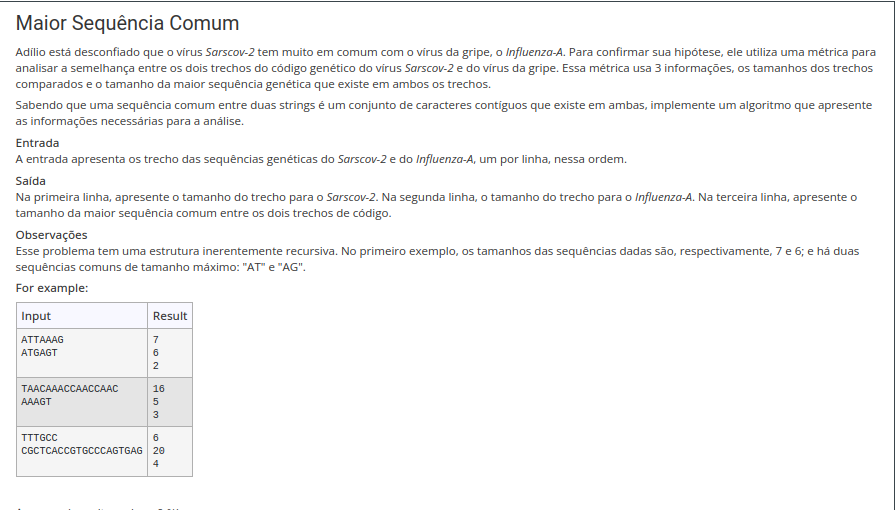 Maior Sequência Comum
Adílio está desconfiado que o vírus Sarscov-2 tem muito em comum com o vírus da gripe, o Influenza-A. Para confirmar sua hipótese, ele utiliza uma métrica para
analisar a semelhança entre os dois trechos do código genético do vírus Sarscov-2 e do vírus da gripe. Essa métrica usa 3 informações, os tamanhos dos trechos
comparados e o tamanho da maior sequência genética que existe em ambos os trechos.
Sabendo que uma sequência comum entre duas strings é um conjunto de caracteres contíguos que existe em ambas, implemente um algoritmo que apresente
as informações necessárias para a análise.
Entrada
A entrada apresenta os trecho das sequências genéticas do Sarscov-2 e do Influenza-A, um por linha, nessa ordem.
Saída
Na primeira linha, apresente o tamanho do trecho para o Sarscov-2. Na segunda linha, o tamanho do trecho para o Influenza-A. Na terceira linha, apresente o
tamanho da maior sequência comum entre os dois trechos de código.
Observações
Esse problema tem uma estrutura inerentemente recursiva. No primeiro exemplo, os tamanhos das sequências dadas são, respectivamente, 7 e 6; e há duas
sequências comuns de tamanho máximo: "AT" e "AG".
For example:
Input Result
ATTAAAG 7
ATGAGT 6
2
TAACAAACCAACCAAC 16
AAAGT 5
3
TTTGCC 6
CGCTCACCGTGCCCAGTGAG 20
4